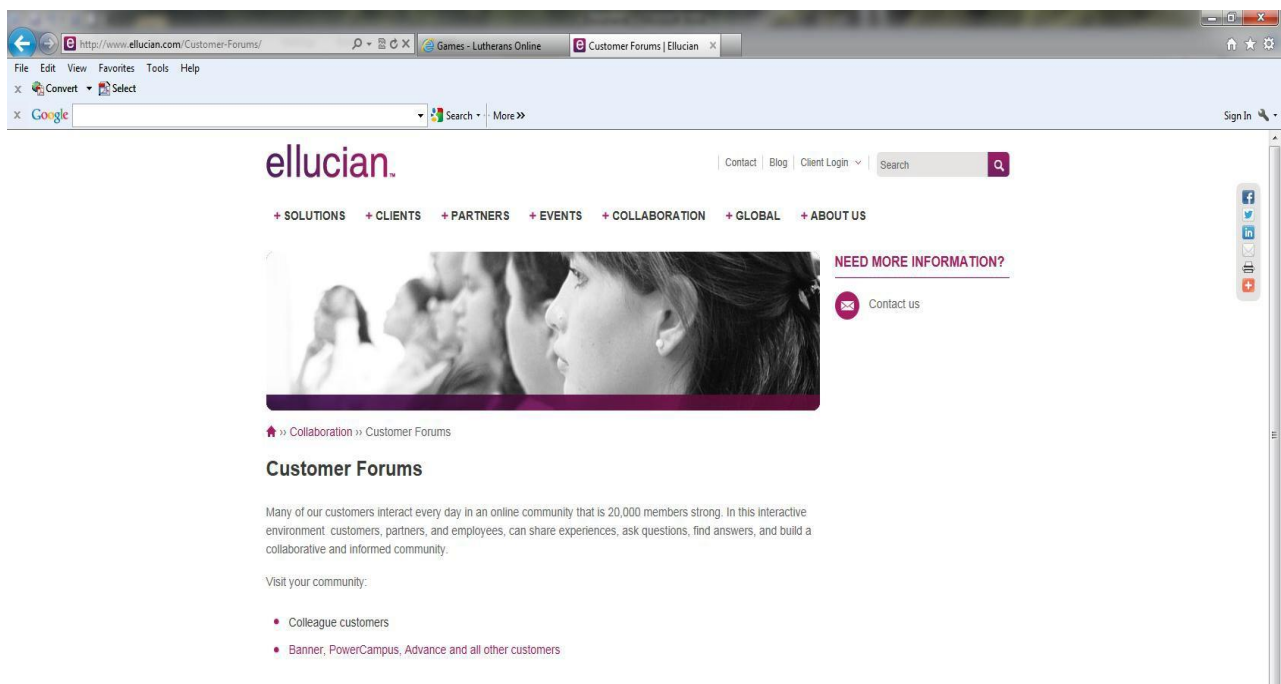 http://www.ellucian.com/Customer-Forums/
Games - Lutherans Online
Customer Forums | Ellucian
File Edit View Favorites Tools Help
x Convert Select
x Google Search More » Sign In
ellucian™
Contact | Blog | Client Login Search
+ SOLUTIONS + CLIENTS + PARTNERS + EVENTS + COLLABORATION + GLOBAL + ABOUT US
NEED MORE INFORMATION?
Contact us
›› Collaboration ›› Customer Forums
Customer Forums
Many of our customers interact every day in an online community that is 20,000 members strong. In this interactive
environment customers, partners, and employees, can share experiences, ask questions, find answers, and build a
collaborative and informed community.
Visit your community:
• Colleague customers
• Banner, PowerCampus, Advance and all other customers